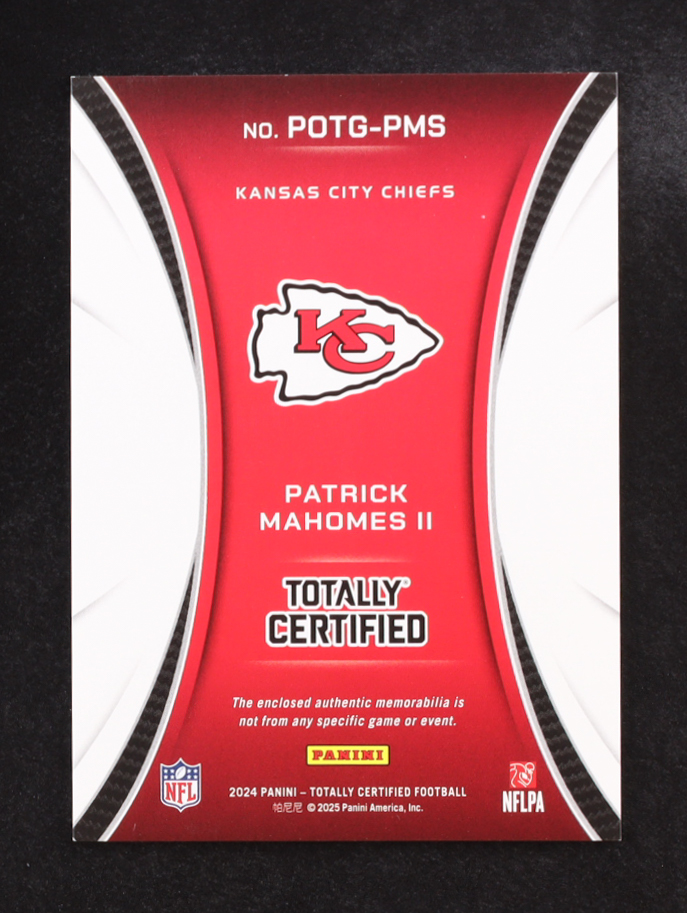 NO. POTG-PMS
KANSAS CITY CHIEFS
KC
PATRICK
MAHOMES II
TOTALLY
CERTIFIED
The enclosed authentic memorabilia is
not from any specific game or event.
PANINI
NFL
2024 PANINI – TOTALLY CERTIFIED FOOTBALL
帕尼尼 © 2025 Panini America, Inc.
NFLPA